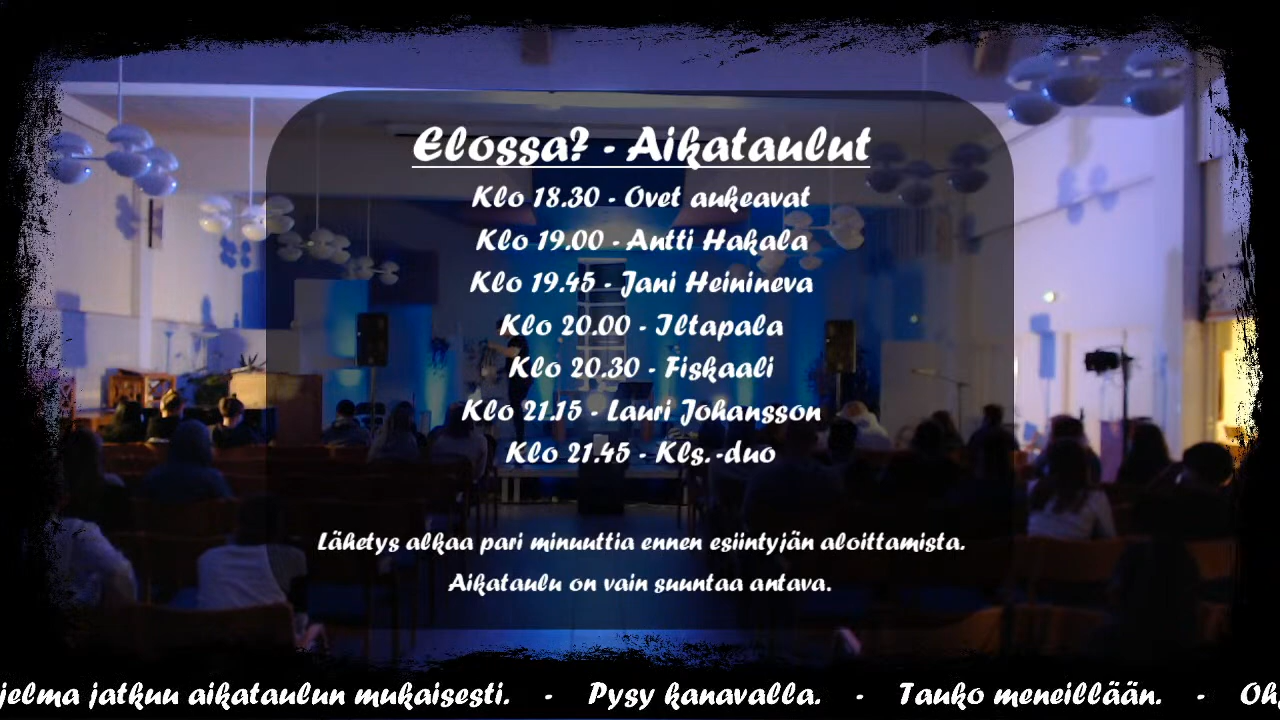 Elossa? - Aikataulut
Klo 18.30 - Ovet aukeavat
Klo 19.00 - Antti Hakala
Klo 19.45 - Jani Heinineva
Klo 20.00 - Iltapala
Klo 20.30 - Fiskaali
Klo 21.15 - Lauri Johansson
Klo 21.45 - Kls.-duo
Lähetys alkaa pari minuuttia ennen esiintyjän aloittamista.
Aikataulu on vain suuntaa antava.
jelma jatkuu aikataulun mukaisesti. - Pysy kanavalla. - Tauko meneillään. - Oh